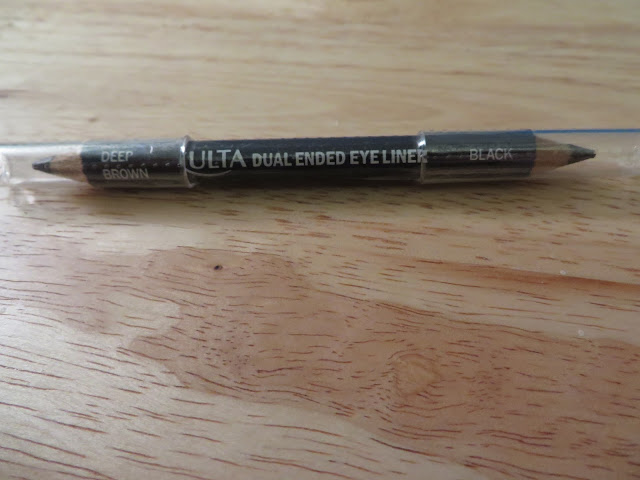 DEEP
BROWN
ULTA DUAL ENDED EYE LINER
BLACK